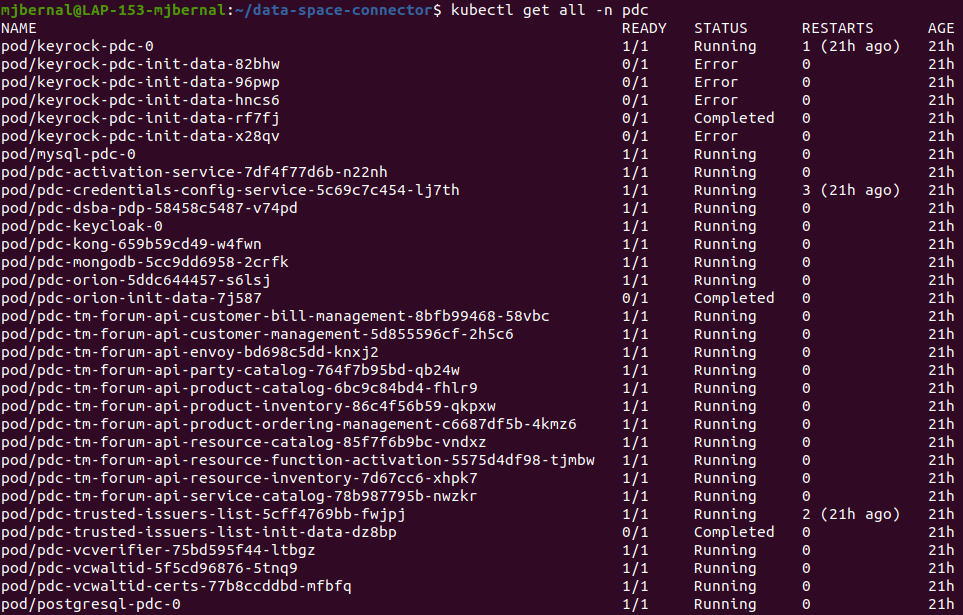 mjbernal@LAP-153-mjbernal:~/data-space-connector$ kubectl get all -n pdc
NAME READY STATUS RESTARTS AGE
pod/keyrock-pdc-0 1/1 Running 1 (21h ago) 21h
pod/keyrock-pdc-init-data-82bhw 0/1 Error 0 21h
pod/keyrock-pdc-init-data-96pwp 0/1 Error 0 21h
pod/keyrock-pdc-init-data-hncs6 0/1 Error 0 21h
pod/keyrock-pdc-init-data-rf7fj 0/1 Completed 0 21h
pod/keyrock-pdc-init-data-x28qv 0/1 Error 0 21h
pod/mysql-pdc-0 1/1 Running 0 21h
pod/pdc-activation-service-7df4f77d6b-n22nh 1/1 Running 0 21h
pod/pdc-credentials-config-service-5c69c7c454-lj7th 1/1 Running 3 (21h ago) 21h
pod/pdc-dsba-pdp-58458c5487-v74pd 1/1 Running 0 21h
pod/pdc-keycloak-0 1/1 Running 0 21h
pod/pdc-kong-659b59cd49-w4fwn 1/1 Running 0 21h
pod/pdc-mongodb-5cc9dd6958-2crfk 1/1 Running 0 21h
pod/pdc-orion-5ddc644457-s6lsj 1/1 Running 0 21h
pod/pdc-orion-init-data-7j587 0/1 Completed 0 21h
pod/pdc-tm-forum-api-customer-bill-management-8bfb99468-58vbc 1/1 Running 0 21h
pod/pdc-tm-forum-api-customer-management-5d855596cf-2h5c6 1/1 Running 0 21h
pod/pdc-tm-forum-api-envoy-bd698c5dd-knxj2 1/1 Running 0 21h
pod/pdc-tm-forum-api-party-catalog-764f7b95bd-qb24w 1/1 Running 0 21h
pod/pdc-tm-forum-api-product-catalog-6bc9c84bd4-fhlr9 1/1 Running 0 21h
pod/pdc-tm-forum-api-product-inventory-86c4f56b59-qkpxw 1/1 Running 0 21h
pod/pdc-tm-forum-api-product-ordering-management-c6687df5b-4kmz6 1/1 Running 0 21h
pod/pdc-tm-forum-api-resource-catalog-85f7f6b9bc-vndxz 1/1 Running 0 21h
pod/pdc-tm-forum-api-resource-function-activation-5575d4df98-tjmbw 1/1 Running 0 21h
pod/pdc-tm-forum-api-resource-inventory-7d67cc6-xhpk7 1/1 Running 0 21h
pod/pdc-tm-forum-api-service-catalog-78b987795b-nwzkr 1/1 Running 0 21h
pod/pdc-trusted-issuers-list-5cff4769bb-fwjpj 1/1 Running 2 (21h ago) 21h
pod/pdc-trusted-issuers-list-init-data-dz8bp 0/1 Completed 0 21h
pod/pdc-vcverifier-75bd595f44-ltbgz 1/1 Running 0 21h
pod/pdc-vcwaltid-5f5cd96876-5tnq9 1/1 Running 0 21h
pod/pdc-vcwaltid-certs-77b8ccddbd-mfbfq 1/1 Running 0 21h
pod/postgresql-pdc-0 1/1 Running 0 21h